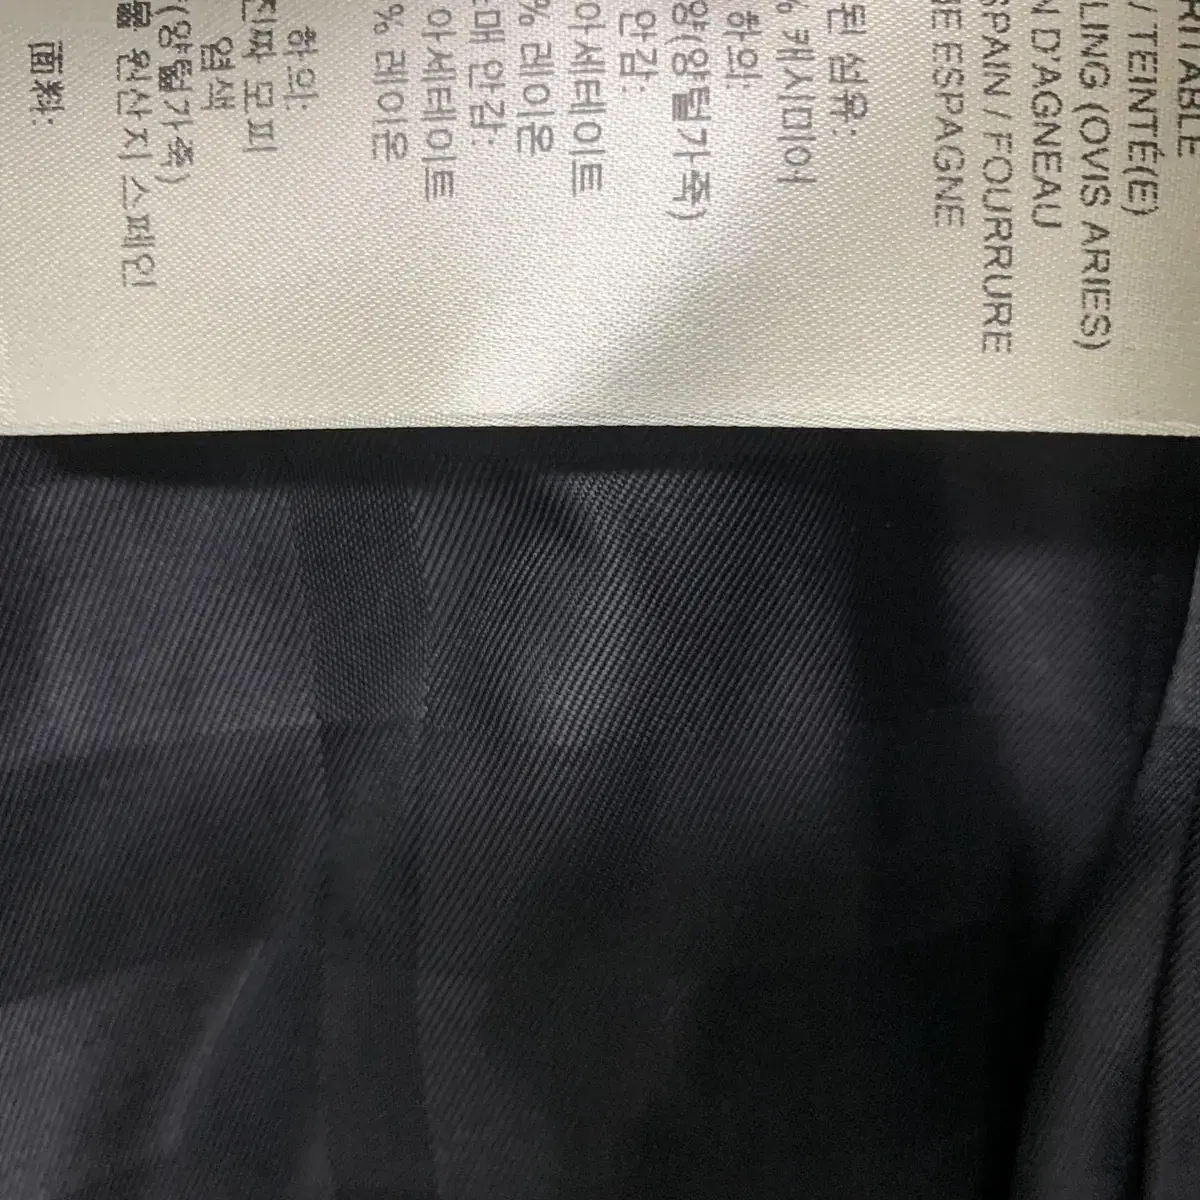 RITABLE
/ TEINTÉ(E)
LING (OVIS ARIES)
N D'AGNEAU
SPAIN / FOURRURE
E ESPAGNE
된 섬유:
% 캐시미어
하의:
양(양털가죽)
안감:
아세테이트
% 레이온
매 안감:
아세테이트
% 레이온
하의:
진짜 모피
염색
(양털가죽)
물 원산지 스페인
面料: